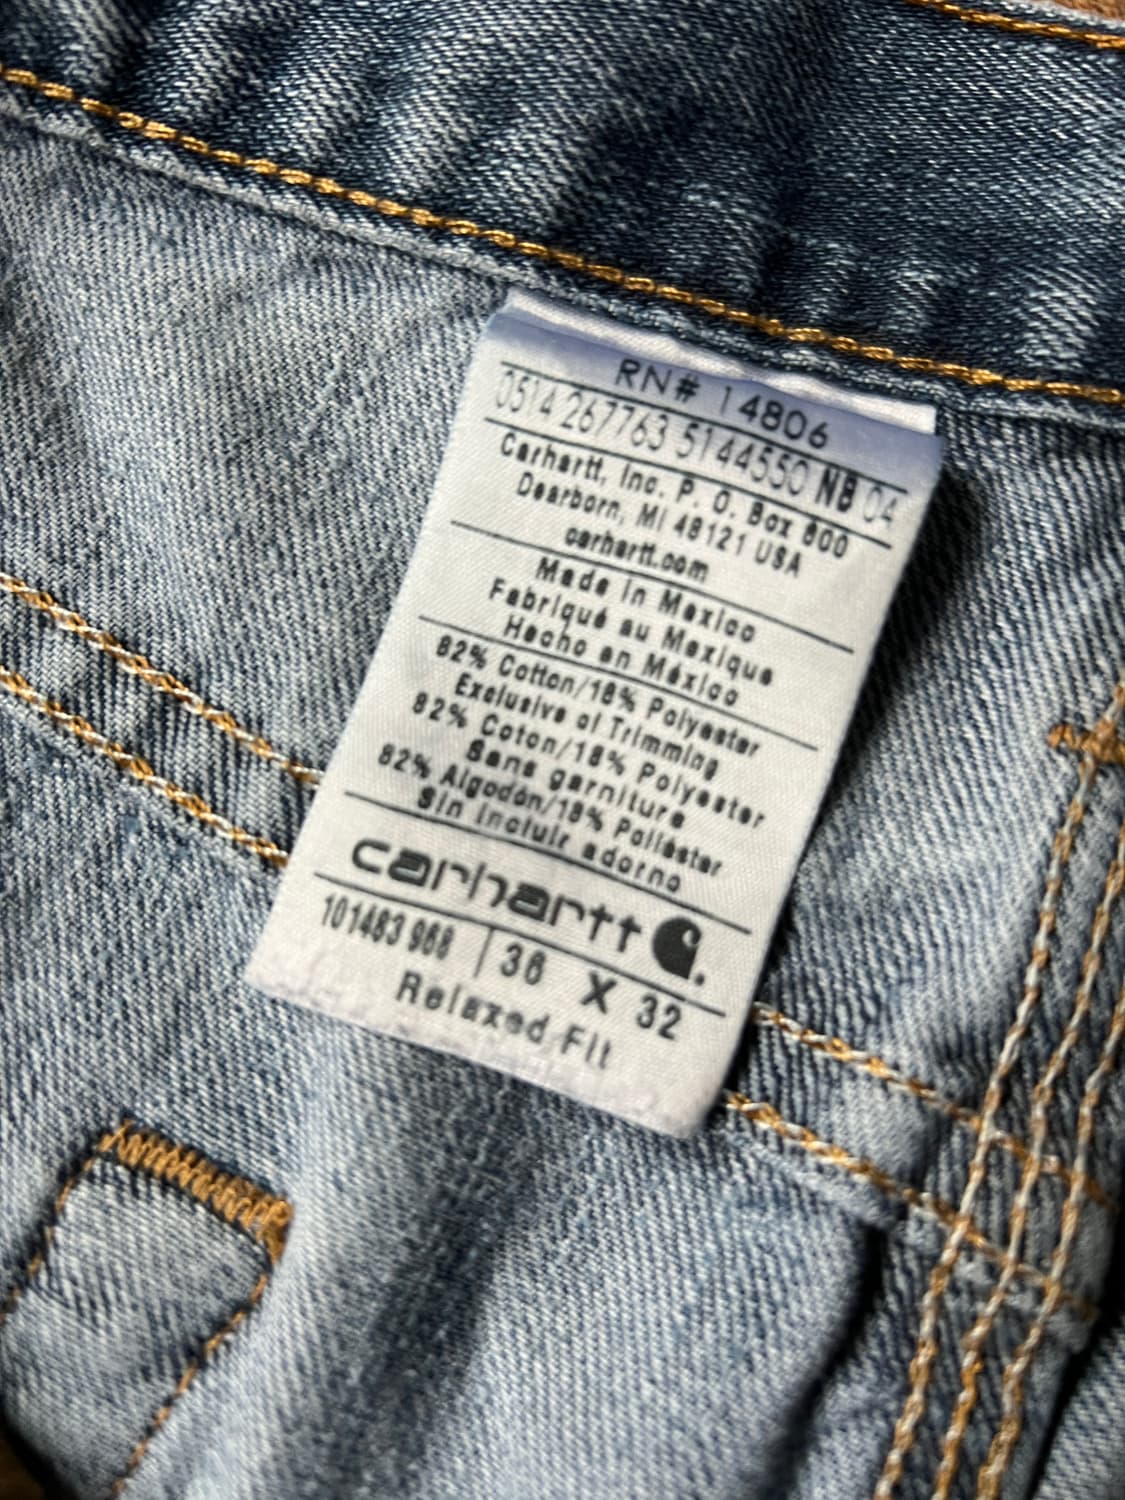 RN# 14806
0514 267763 5144550 NB 04
Carhartt, Inc. P. O. Box 600
Dearborn, MI 48121 USA
carhartt.com
Made in Mexico
Fabriqué au Mexique
Hecho en México
82% Cotton/18% Polyester
Exclusive of Trimming
82% Coton/18% Polyester
Sans garniture
82% Algodón/18% Poliéster
Sin incluir adorno
carhartt
101483 968 | 36 X 32
Relaxed Fit